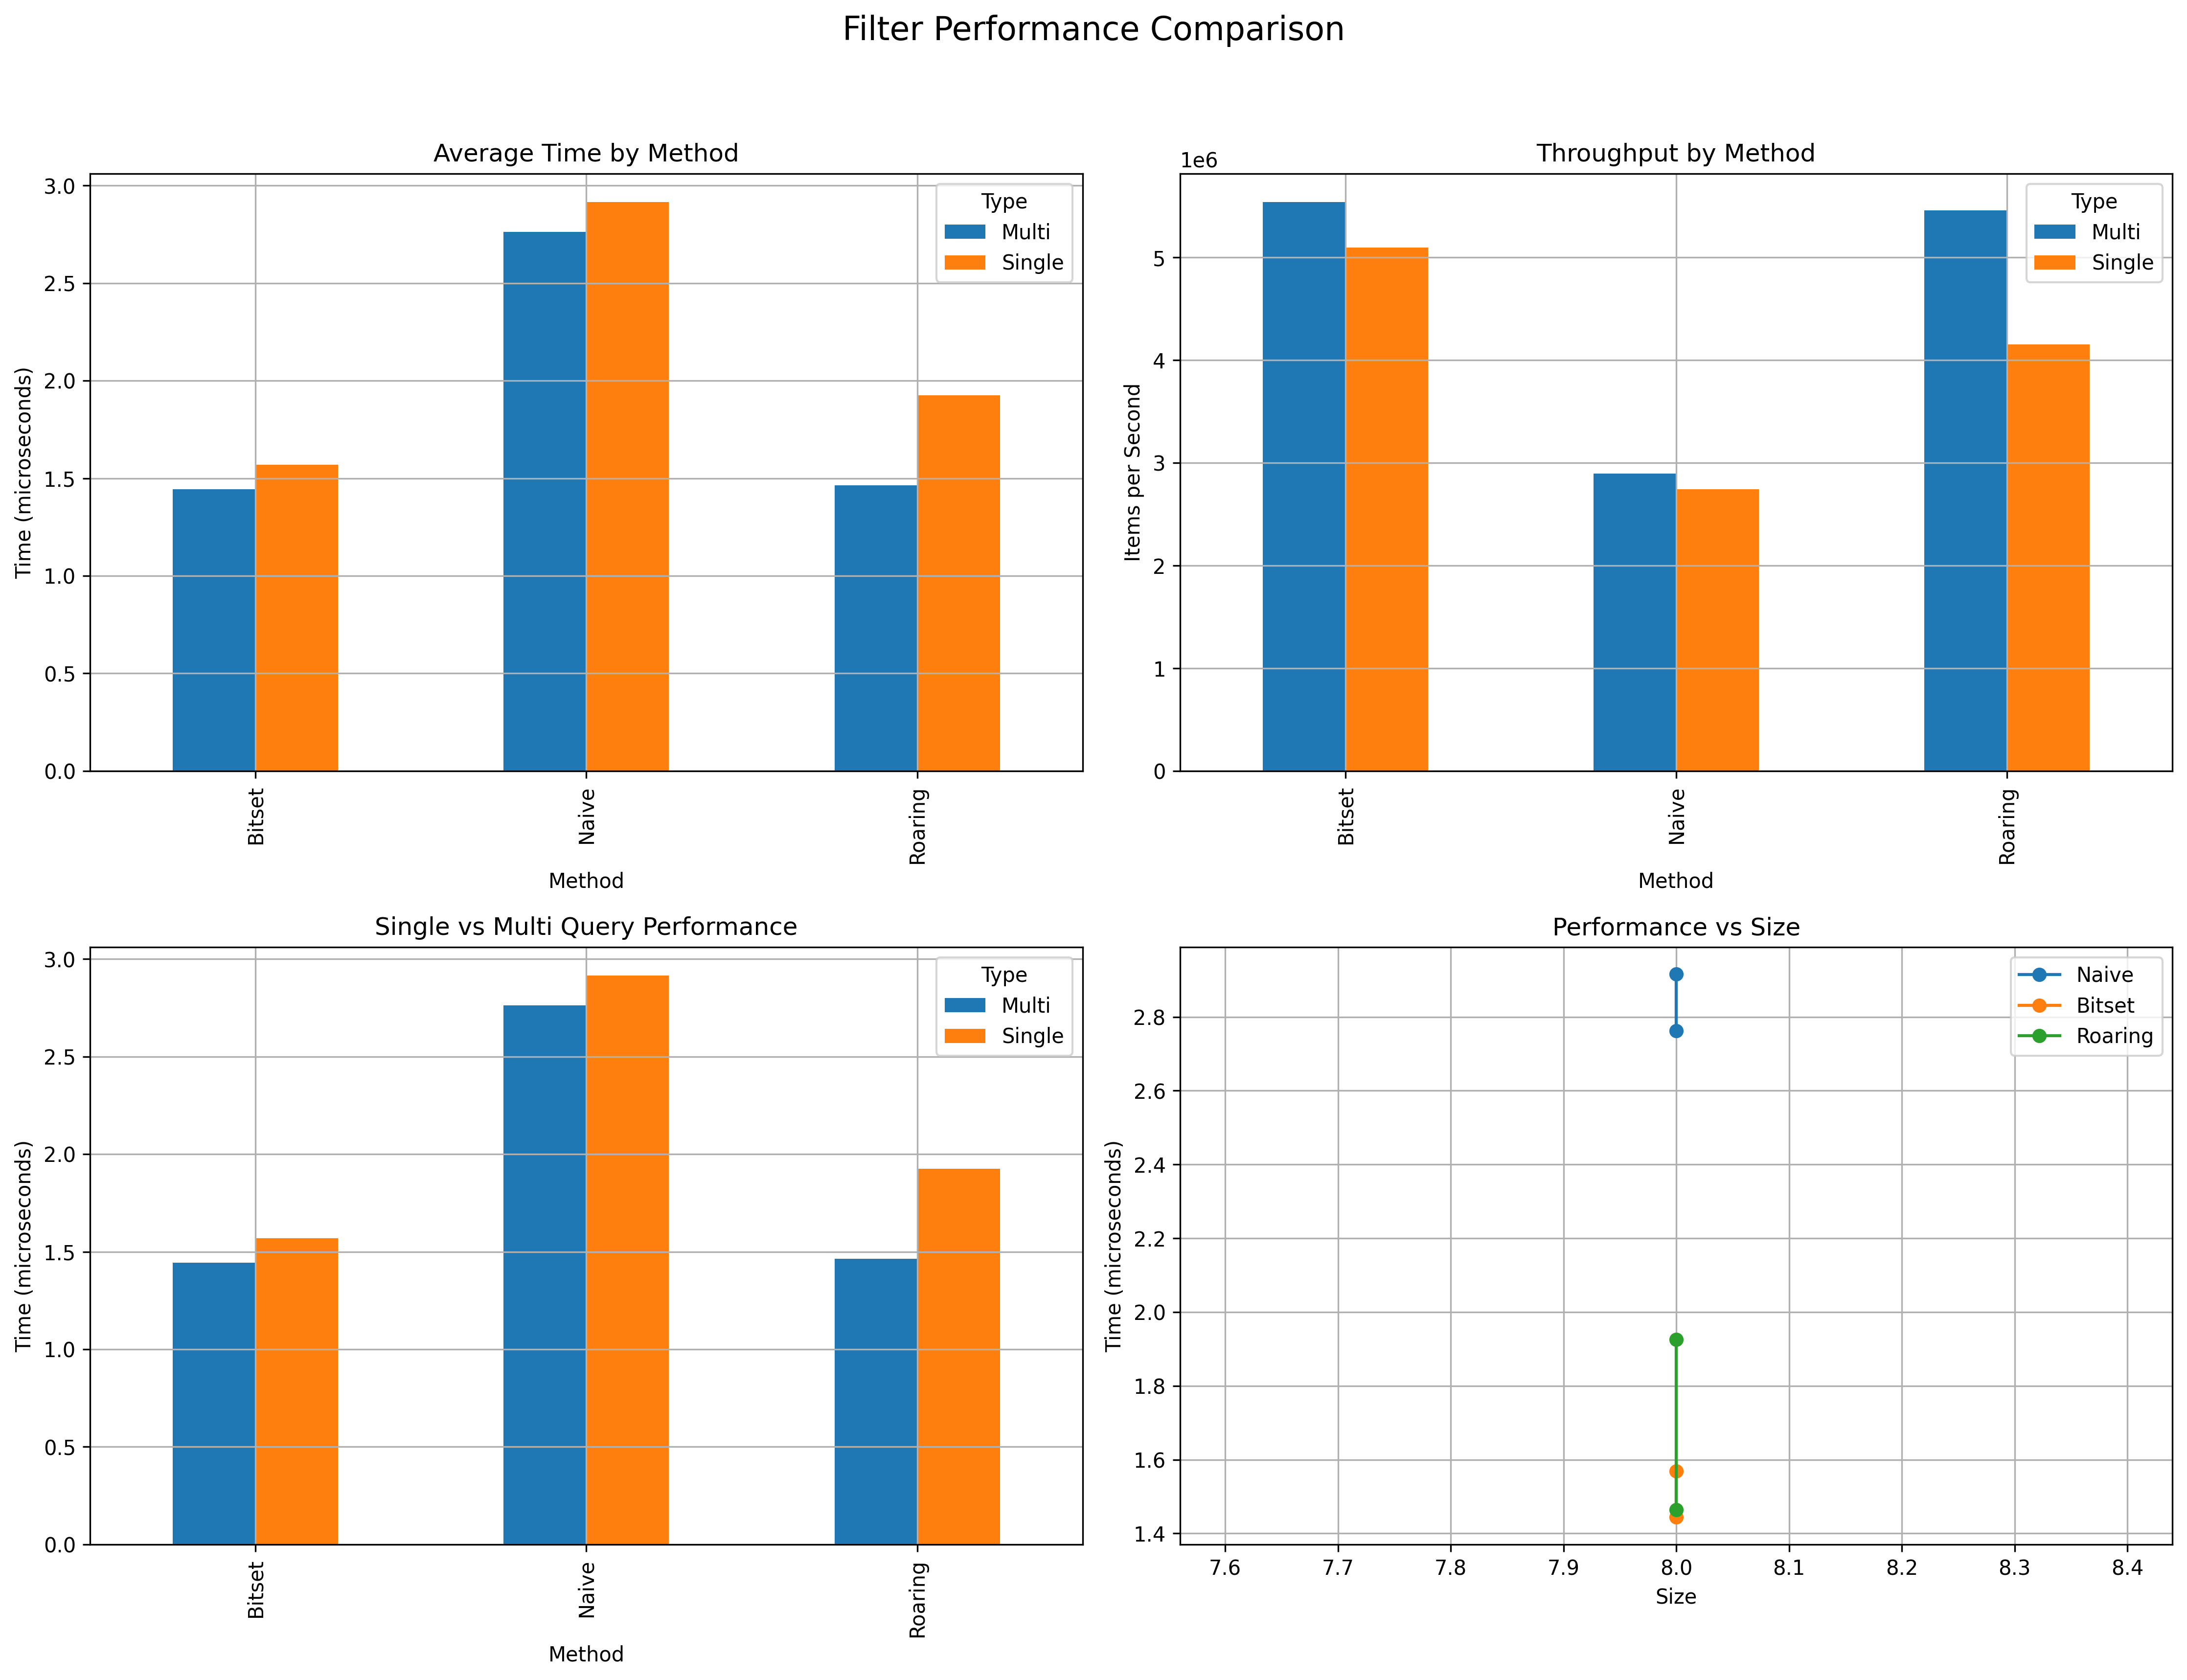 Filter Performance Comparison
Average Time by Method
Time (microseconds)
3.0
2.5
2.0
1.5
1.0
0.5
0.0
Type
Multi
Single
Bitset
Naive
Roaring
Method
Throughput by Method
1e6
Items per Second
5
4
3
2
1
0
Type
Multi
Single
Bitset
Naive
Roaring
Method
Single vs Multi Query Performance
Time (microseconds)
3.0
2.5
2.0
1.5
1.0
0.5
0.0
Type
Multi
Single
Bitset
Naive
Roaring
Method
Performance vs Size
Time (microseconds)
2.8
2.6
2.4
2.2
2.0
1.8
1.6
1.4
Naive
Bitset
Roaring
7.6 7.7 7.8 7.9 8.0 8.1 8.2 8.3 8.4
Size